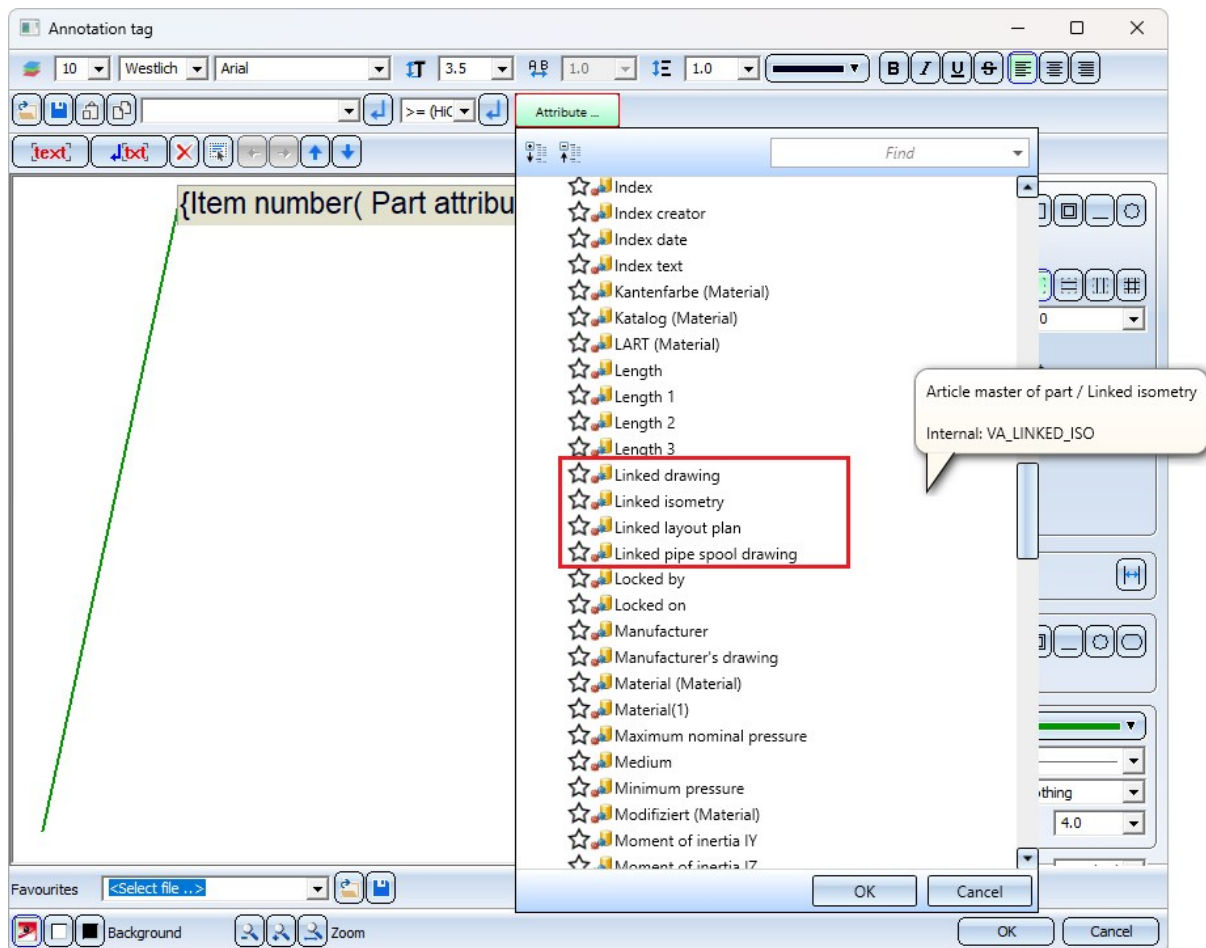 Annotation tag
10 Westlich Arial 3.5 AB 1.0 1.0 B I U S
>= (HiC Attribute ...
[text] [txt]
Find
{Item number( Part attribu
Index
Index creator
Index date
Index text
Kantenfarbe (Material)
Katalog (Material)
0
LART (Material)
Length
Length 1
Length 2
Length 3
Article master of part / Linked isometry
Internal: VA_LINKED_ISO
Linked drawing
Linked isometry
Linked layout plan
Linked pipe spool drawing
Locked by
Locked on
Manufacturer
Manufacturer's drawing
Material (Material)
Material(1)
Maximum nominal pressure
Medium
Minimum pressure
thing
Modifiziert (Material)
4.0
Moment of inertia IY
Moment of inertia IZ
OK Cancel
Favourites <Select file ..>
Background Zoom OK Cancel